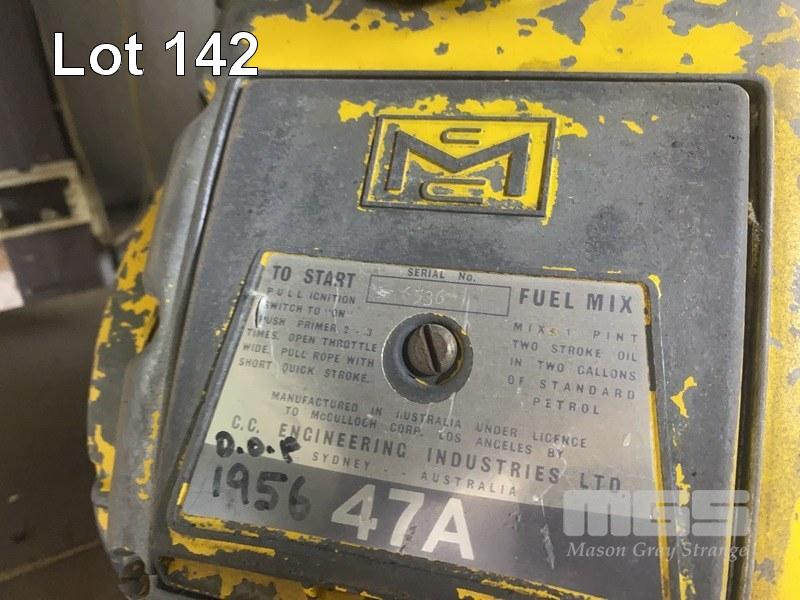 Lot 142
McC
TO START
PULL IGNITION
SWITCH TO "ON"
PUSH PRIMER 2 - 3
TIMES. OPEN THROTTLE
WIDE. PULL ROPE WITH
SHORT QUICK STROKE.
SERIAL No.
FUEL MIX
MIX 1 PINT
TWO STROKE OIL
IN TWO GALLONS
OF STANDARD
PETROL
MANUFACTURED IN AUSTRALIA UNDER LICENCE
TO McCULLOCH CORP. LOS ANGELES BY
C.C. ENGINEERING INDUSTRIES LTD
SYDNEY - AUSTRALIA
D.O.P
1956
47A
MGS
Mason Gray Strange